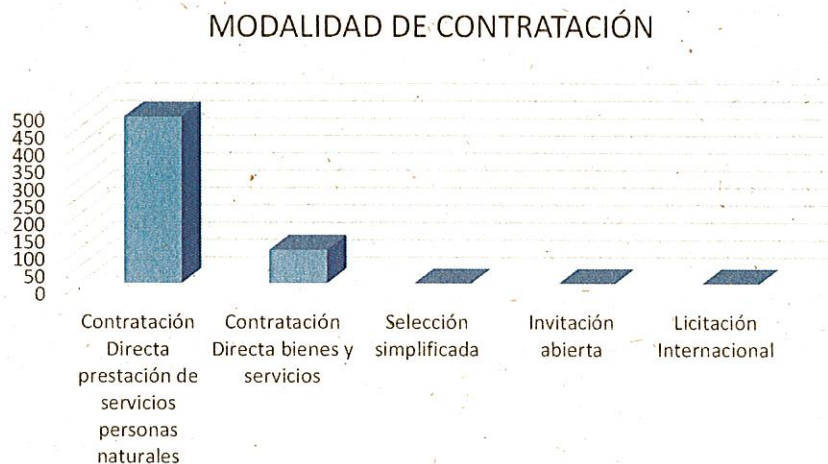 MODALIDAD DE CONTRATACIÓN
500
450
400
350
300
250
200
150
100
50
0
Contratación
Directa
prestación de
servicios
personas
naturales
Contratación
Directa bienes y
servicios
Selección
simplificada
Invitación
abierta
Licitación
Internacional